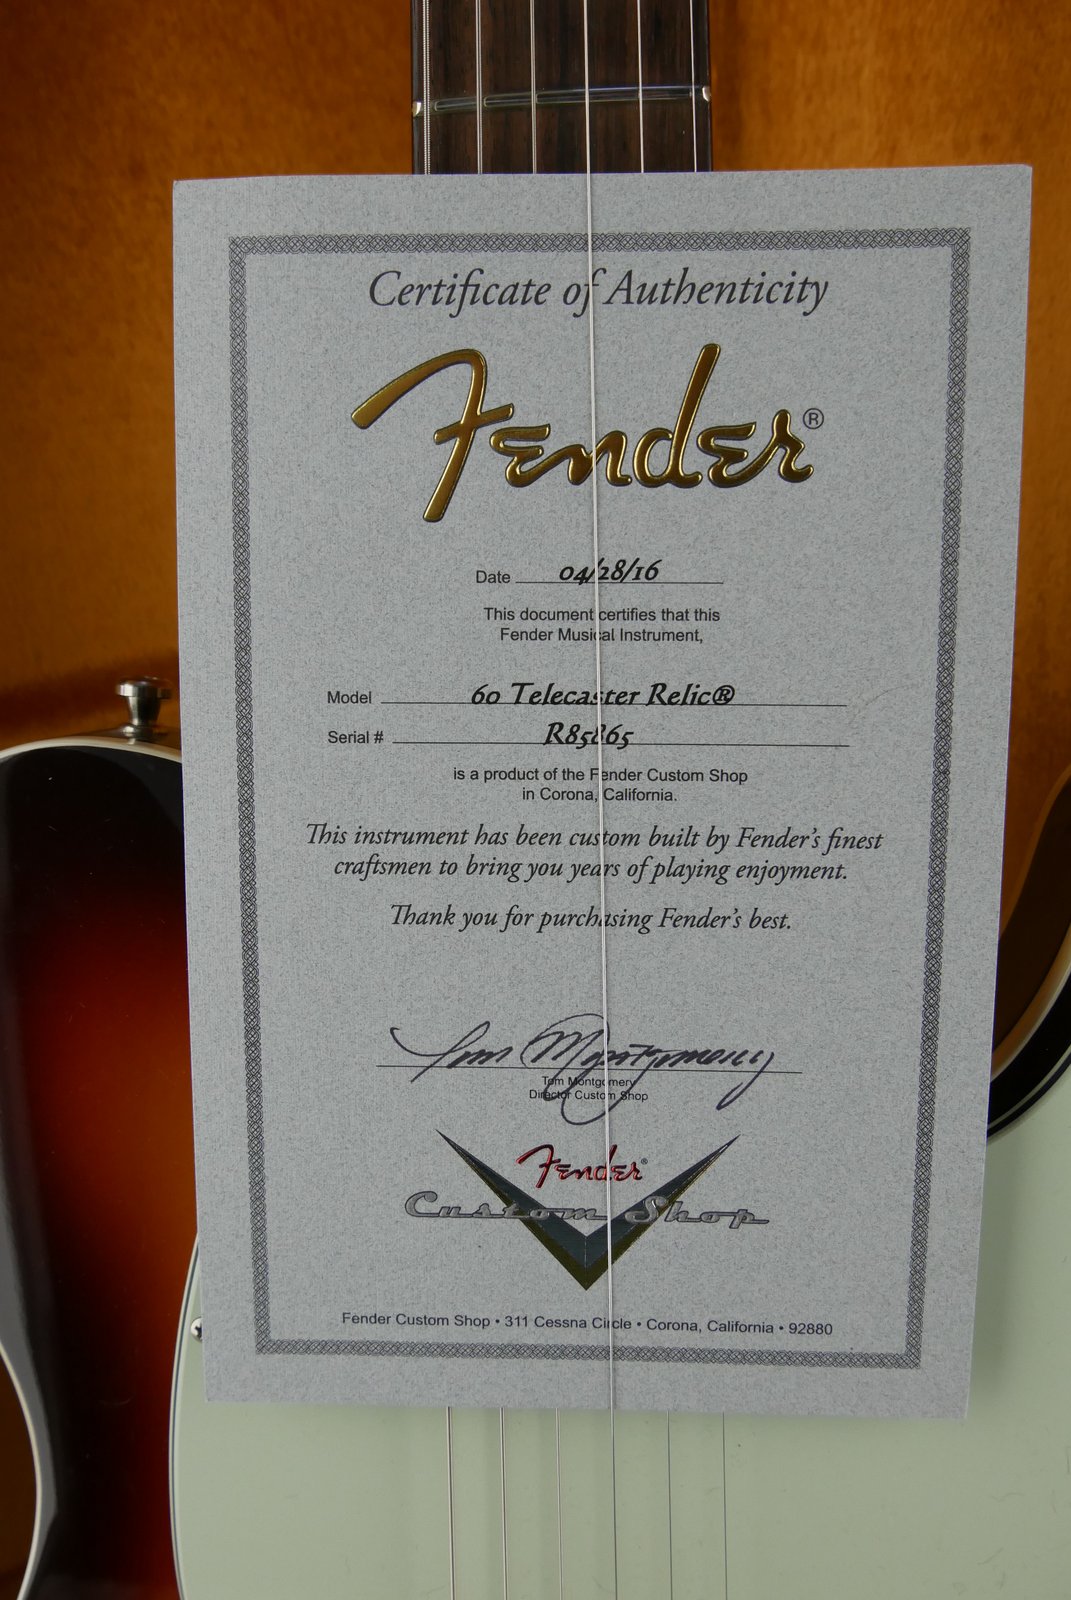 Certificate of Authenticity
Fender®
Date 04/28/16
This document certifies that this
Fender Musical Instrument,
Model 60 Telecaster Relic®
Serial # R85865
is a product of the Fender Custom Shop
in Corona, California.
This instrument has been custom built by Fender's finest
craftsmen to bring you years of playing enjoyment.
Thank you for purchasing Fender's best.
Tom Montgomery
Tom Montgomery
Director Custom Shop
Fender®
Custom Shop
Fender Custom Shop • 311 Cessna Circle • Corona, California • 92880